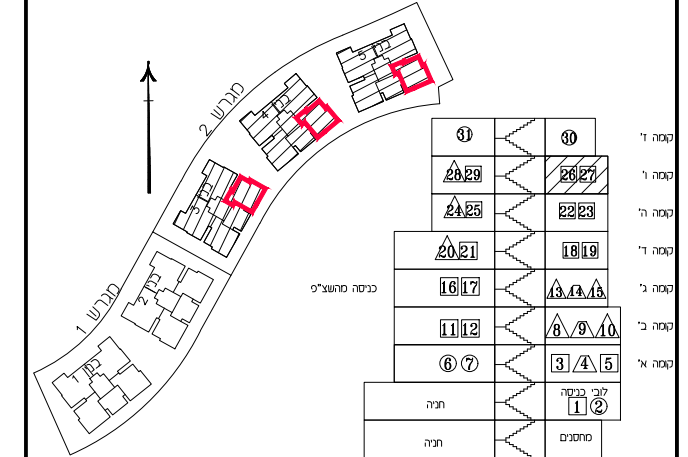 מגרש 2
בנין 5
בנין 4
בנין 3
מגרש 1
בנין 2
בנין 1
31 30 קומה ז'
28 29 26 27 קומה ו'
24 25 22 23 קומה ה'
20 21 18 19 קומה ד'
כניסה מהשצ"פ 16 17 13 14 15 קומה ג'
11 12 8 9 10 קומה ב'
6 7 3 4 5 קומה א'
לובי כניסה
חניה 1 2
חניה מחסנים